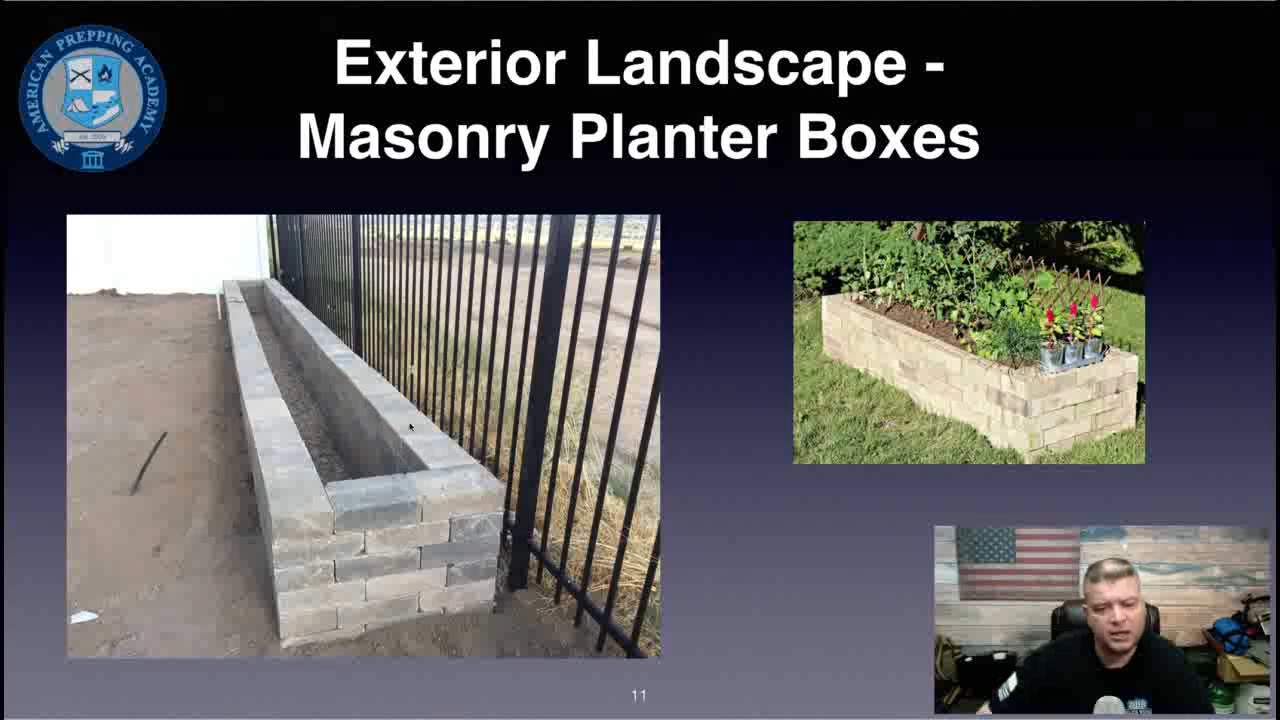 AMERICAN PREPPING ACADEMY
Exterior Landscape -
Masonry Planter Boxes
11